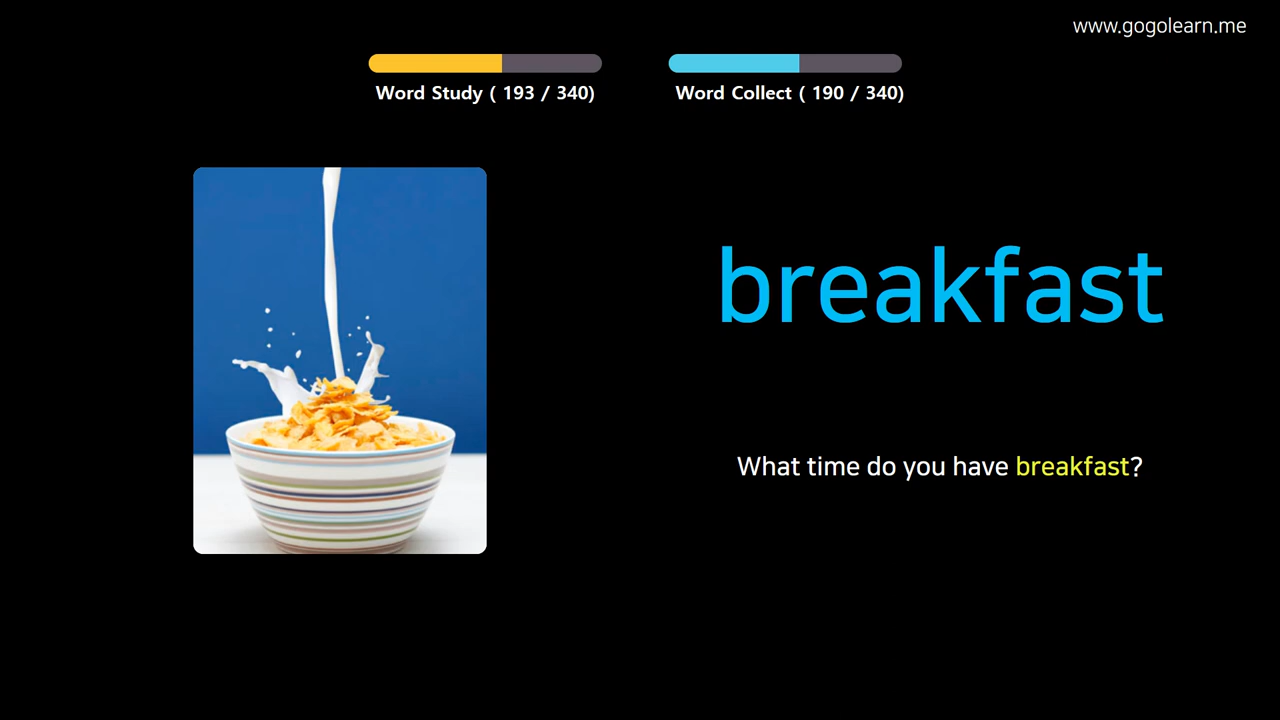 www.gogolearn.me
Word Study ( 193 / 340)
Word Collect ( 190 / 340)
breakfast
What time do you have breakfast?